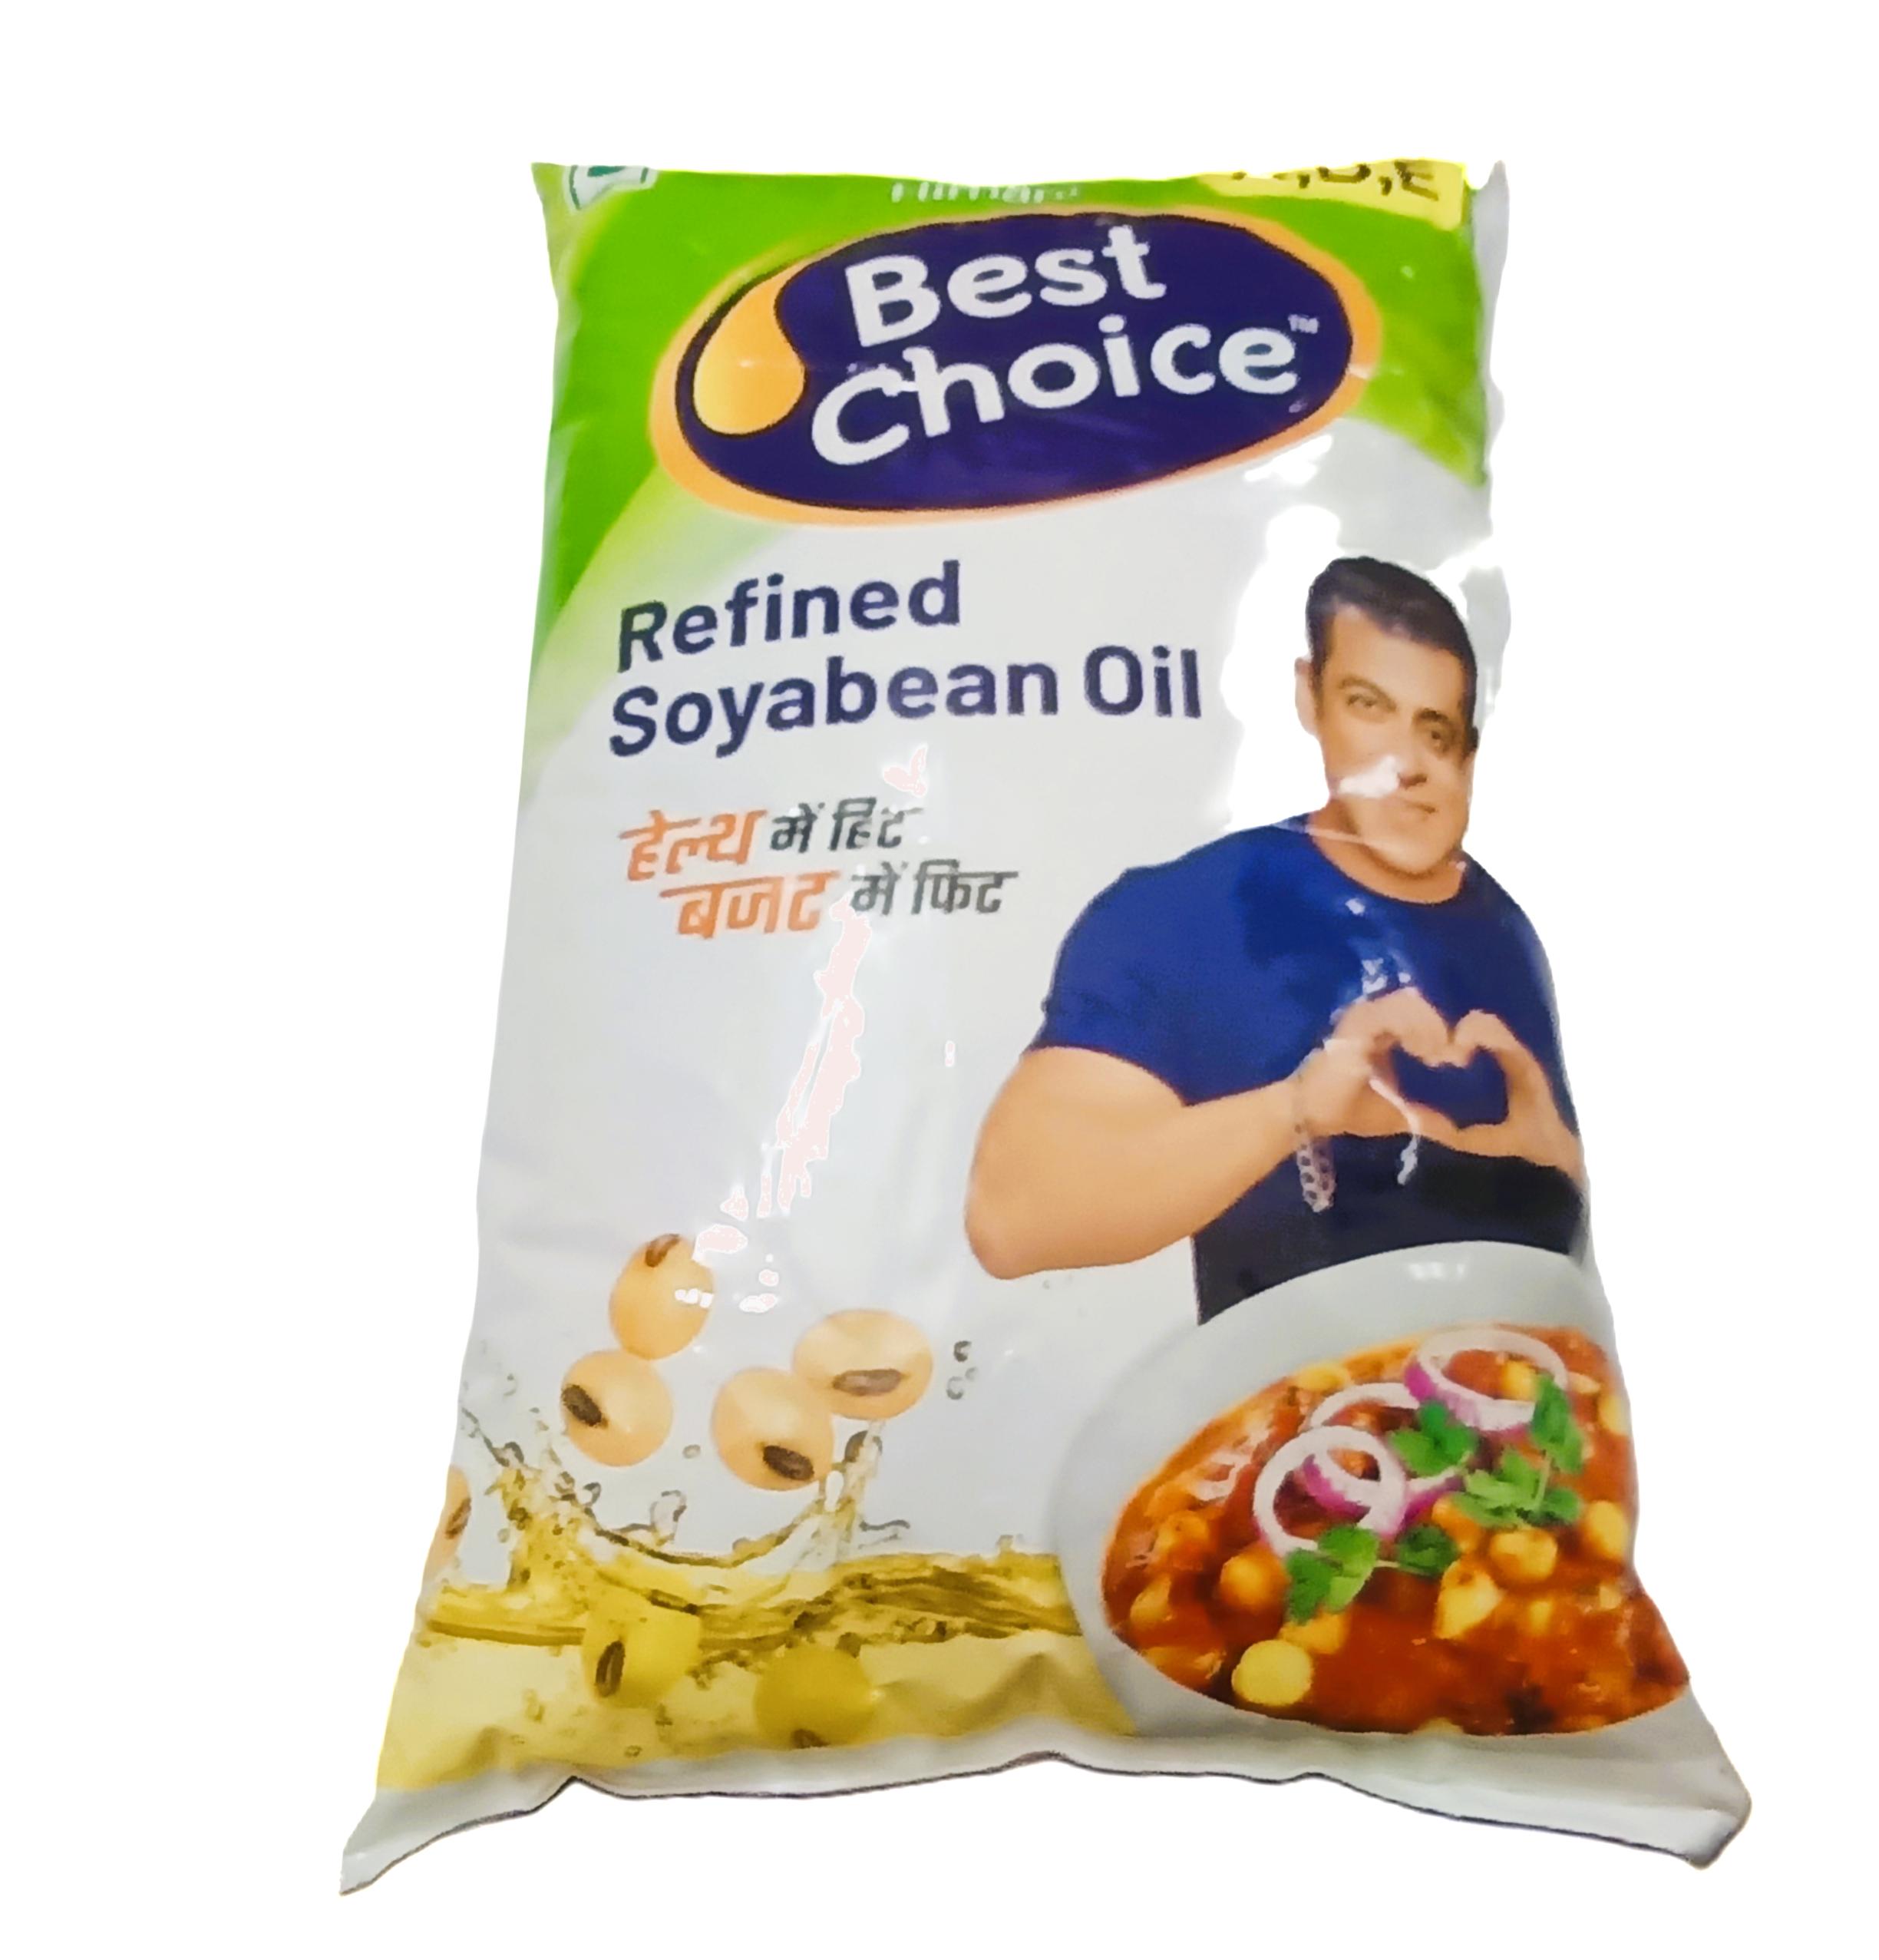 Best
Choice™
Refined
Soyabean Oil
हेल्थ में हिट
बजट में फिट